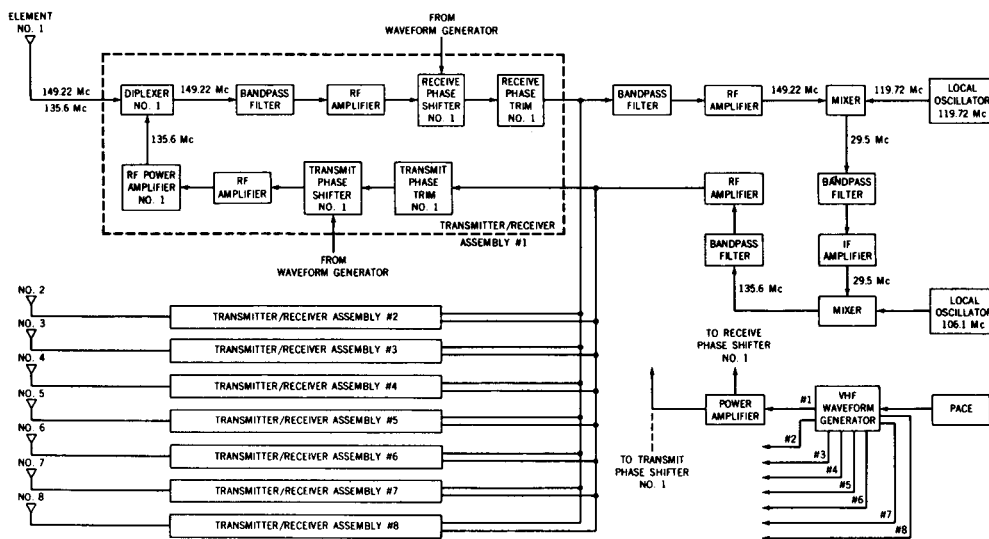 ELEMENT
NO. 1
FROM
WAVEFORM GENERATOR
149.22 Mc
135.6 Mc
DIPLEXER
NO. 1
149.22 Mc
BANDPASS
FILTER
RF
AMPLIFIER
RECEIVE
PHASE
SHIFTER
NO. 1
RECEIVE
PHASE
TRIM
NO. 1
BANDPASS
FILTER
RF
AMPLIFIER
149.22 Mc
MIXER
119.72 Mc
LOCAL
OSCILLATOR
119.72 Mc
135.6 Mc
29.5 Mc
RF POWER
AMPLIFIER
NO. 1
RF
AMPLIFIER
TRANSMIT
PHASE
SHIFTER
NO. 1
TRANSMIT
PHASE
TRIM
NO. 1
RF
AMPLIFIER
BANDPASS
FILTER
TRANSMITTER/RECEIVER
ASSEMBLY #1
FROM
WAVEFORM GENERATOR
BANDPASS
FILTER
IF
AMPLIFIER
135.6 Mc
29.5 Mc
MIXER
LOCAL
OSCILLATOR
106.1 Mc
NO. 2
TRANSMITTER/RECEIVER ASSEMBLY #2
NO. 3
TRANSMITTER/RECEIVER ASSEMBLY #3
NO. 4
TRANSMITTER/RECEIVER ASSEMBLY #4
NO. 5
TRANSMITTER/RECEIVER ASSEMBLY #5
NO. 6
TRANSMITTER/RECEIVER ASSEMBLY #6
NO. 7
TRANSMITTER/RECEIVER ASSEMBLY #7
NO. 8
TRANSMITTER/RECEIVER ASSEMBLY #8
TO RECEIVE
PHASE SHIFTER
NO. 1
POWER
AMPLIFIER
#1
VHF
WAVEFORM
GENERATOR
PACE
TO TRANSMIT
PHASE SHIFTER
NO. 1
#2
#3
#4
#5
#6
#7
#8